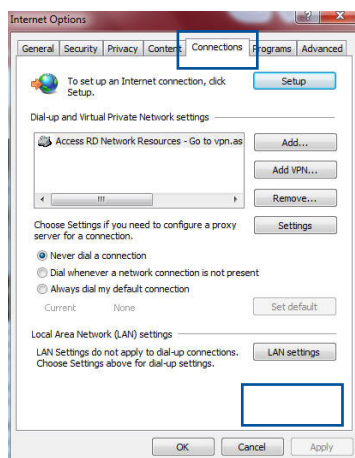 Internet Options
General Security Privacy Content Connections Programs Advanced
To set up an Internet connection, click
Setup.
Setup
Dial-up and Virtual Private Network settings
Access RD Network Resources - Go to vpn.as
Add...
Add VPN...
Remove...
Choose Settings if you need to configure a proxy
server for a connection.
Settings
Never dial a connection
Dial whenever a network connection is not present
Always dial my default connection
Current None
Set default
Local Area Network (LAN) settings
LAN Settings do not apply to dial-up connections.
Choose Settings above for dial-up settings.
LAN settings
OK Cancel Apply